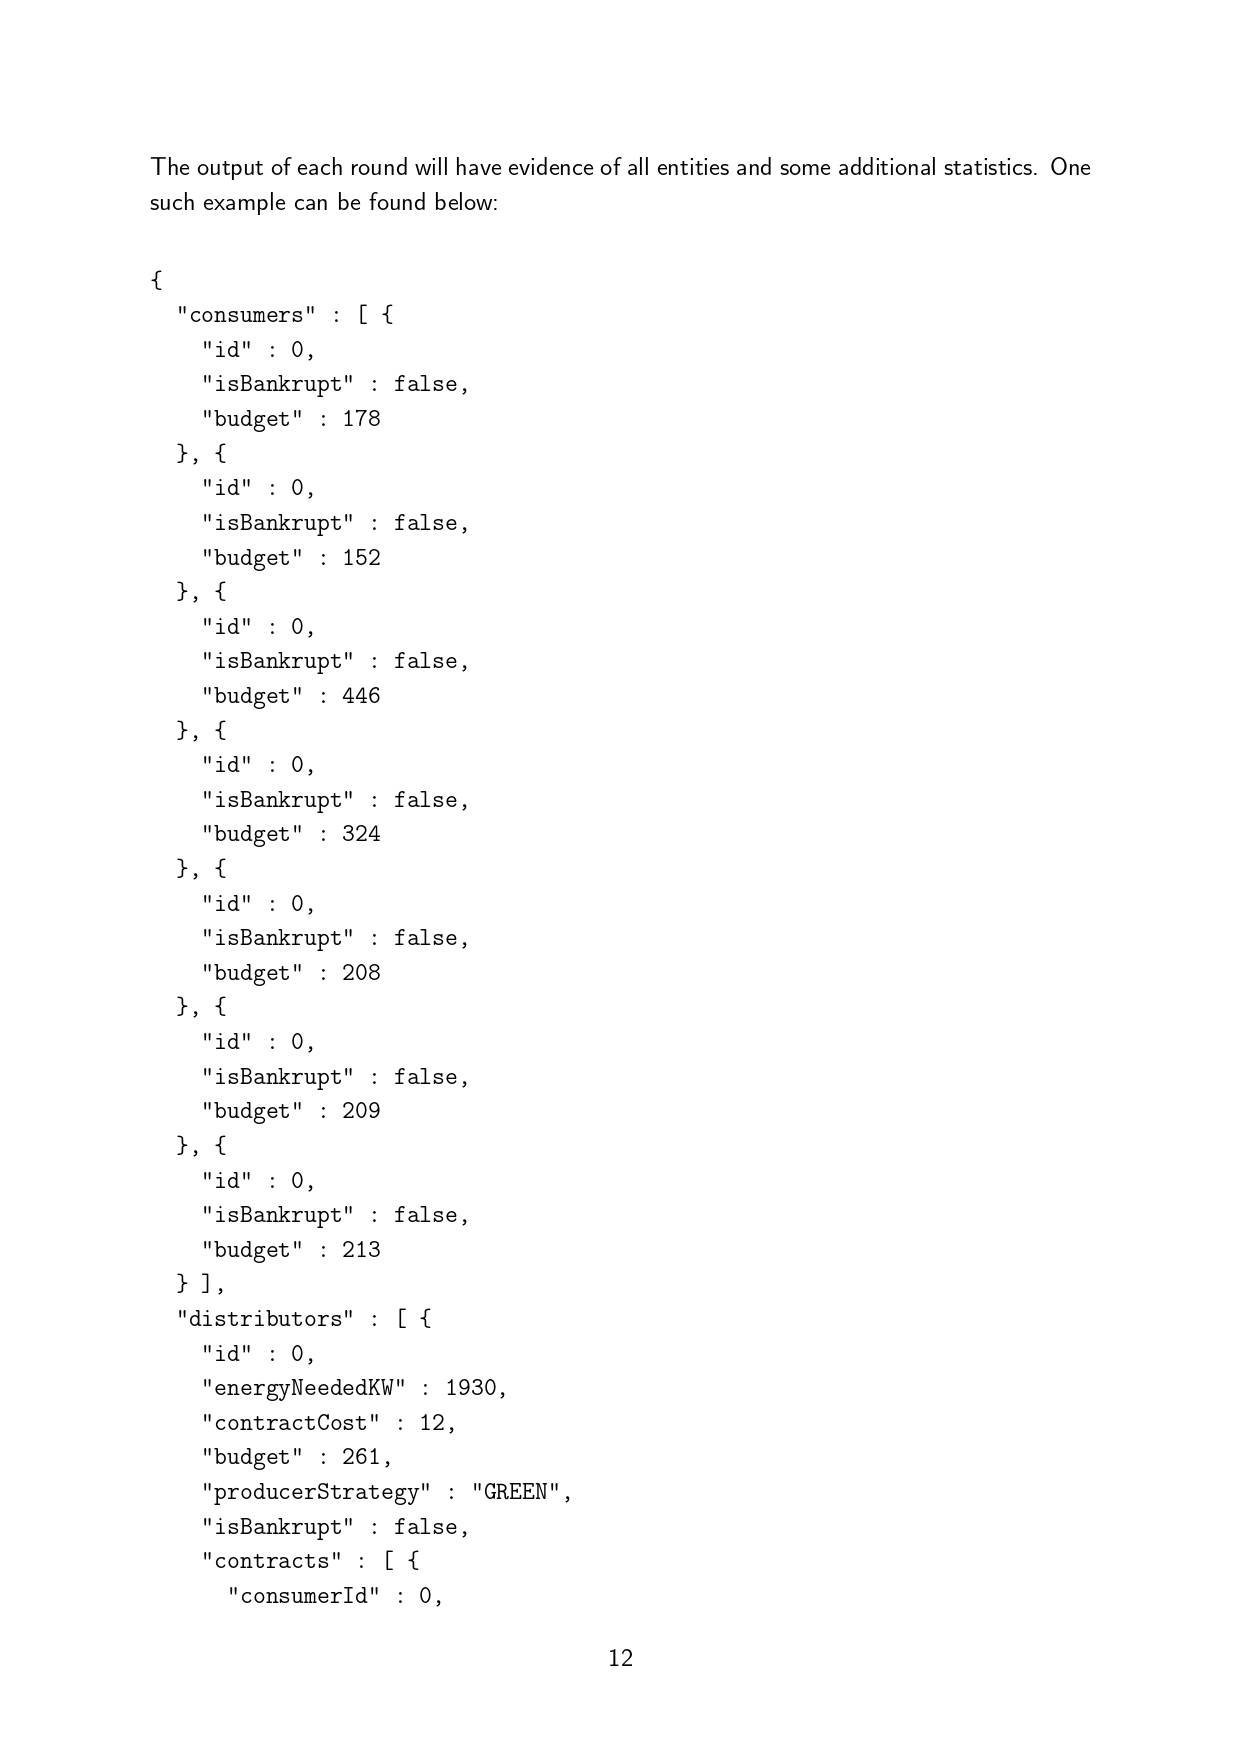 The output of each round will have evidence of all entities and some additional statistics. One
such example can be found below:
{
"consumers" : [ {
"id" : 0,
"isBankrupt" : false,
"budget" : 178
}, {
"id" : 0,
"isBankrupt" : false,
"budget" : 152
}, {
"id" : 0,
"isBankrupt" : false,
"budget" : 446
}, {
"id" : 0,
"isBankrupt" : false,
"budget" : 324
}, {
"id" : 0,
"isBankrupt" : false,
"budget" : 208
}, {
"id" : 0,
"isBankrupt" : false,
"budget" : 209
}, {
"id" : 0,
"isBankrupt" : false,
"budget" : 213
} ],
"distributors" : [ {
"id" : 0,
"energyNeededKW" : 1930,
"contractCost" : 12,
"budget" : 261,
"producerStrategy" : "GREEN",
"isBankrupt" : false,
"contracts" : [ {
"consumerId" : 0,
12